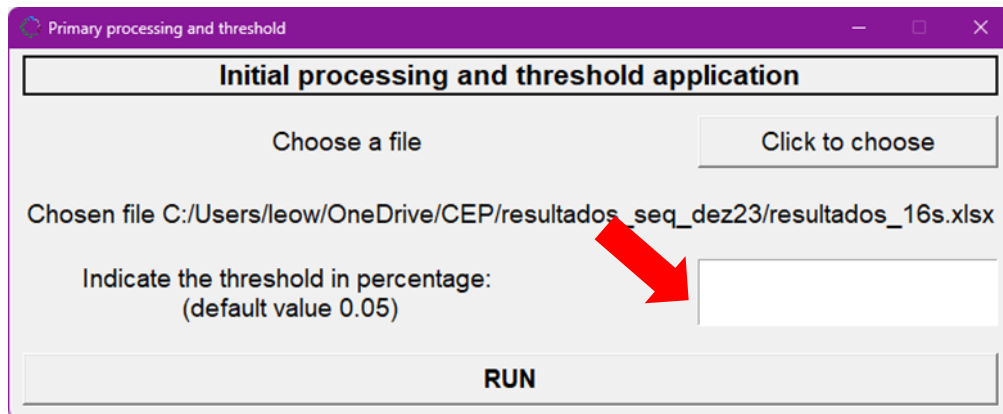 Primary processing and threshold
Initial processing and threshold application
Choose a file
Click to choose
Chosen file C:/Users/leow/OneDrive/CEP/resultados_seq_dez23/resultados_16s.xlsx
Indicate the threshold in percentage:
(default value 0.05)
RUN